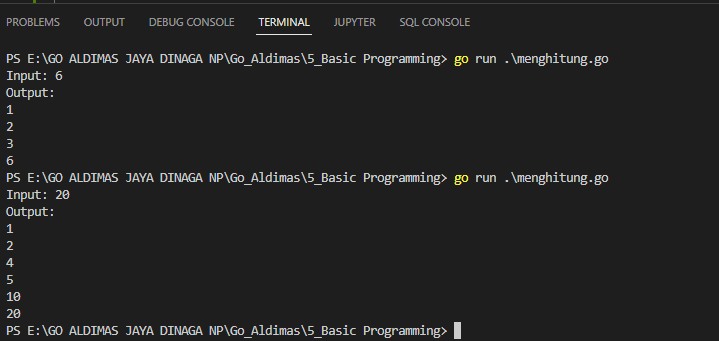 PROBLEMS OUTPUT DEBUG CONSOLE TERMINAL JUPYTER SQL CONSOLE
PS E:\GO ALDIMAS JAYA DINAGA NP\Go_Aldimas\5_Basic Programming> go run .\menghitung.go
Input: 6
Output:
1
2
3
6
PS E:\GO ALDIMAS JAYA DINAGA NP\Go_Aldimas\5_Basic Programming> go run .\menghitung.go
Input: 20
Output:
1
2
4
5
10
20
PS E:\GO ALDIMAS JAYA DINAGA NP\Go_Aldimas\5_Basic Programming>